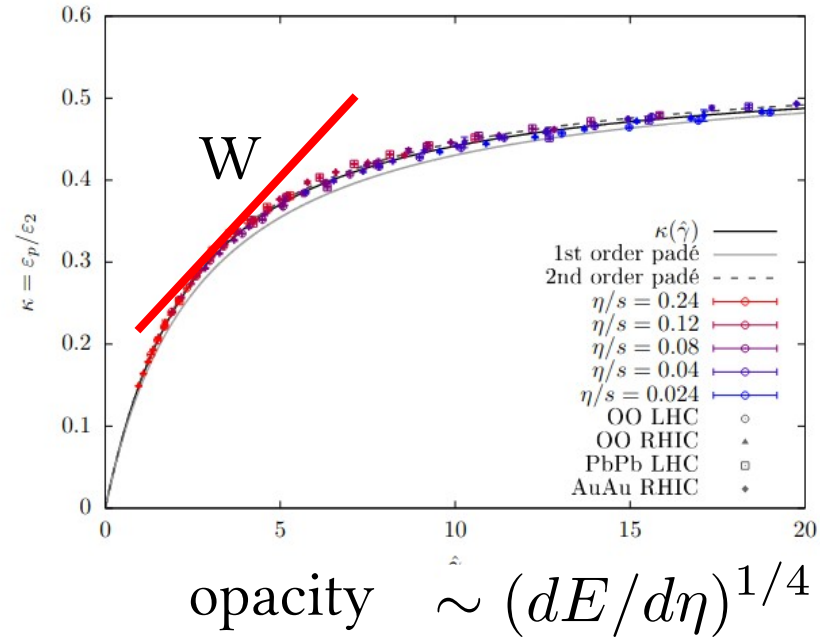 0.6
0.5
0.4
0.3
0.2
0.1
0
κ = ε_p/ε_2
W
κ(γ̂)
1st order padé
2nd order padé
η/s = 0.24
η/s = 0.12
η/s = 0.08
η/s = 0.04
η/s = 0.024
OO LHC
OO RHIC
PbPb LHC
AuAu RHIC
0 5 10 15 20
opacity ~ (dE/dη)^{1/4}